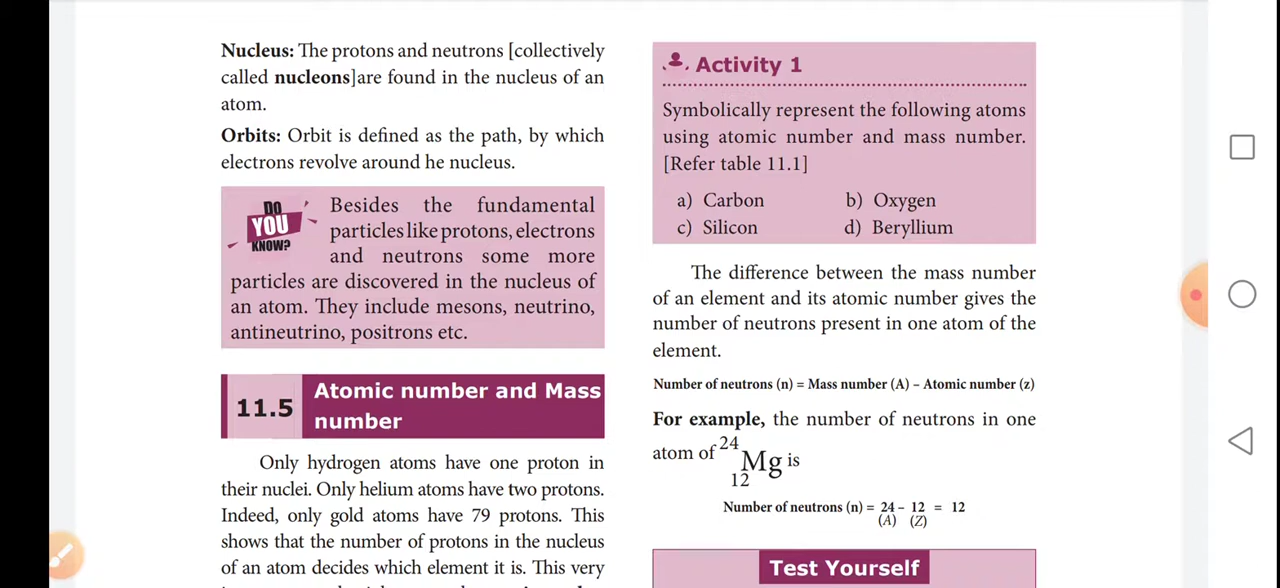 Nucleus: The protons and neutrons [collectively
called nucleons]are found in the nucleus of an
atom.
Orbits: Orbit is defined as the path, by which
electrons revolve around he nucleus.
DO
YOU
KNOW?
Besides the fundamental
particles like protons, electrons
and neutrons some more
particles are discovered in the nucleus of
an atom. They include mesons, neutrino,
antineutrino, positrons etc.
11.5
Atomic number and Mass
number
Only hydrogen atoms have one proton in
their nuclei. Only helium atoms have two protons.
Indeed, only gold atoms have 79 protons. This
shows that the number of protons in the nucleus
of an atom decides which element it is. This very
Activity 1
Symbolically represent the following atoms
using atomic number and mass number.
[Refer table 11.1]
a) Carbon b) Oxygen
c) Silicon d) Beryllium
The difference between the mass number
of an element and its atomic number gives the
number of neutrons present in one atom of the
element.
Number of neutrons (n) = Mass number (A) – Atomic number (z)
For example, the number of neutrons in one
atom of 24 12 Mg is
Number of neutrons (n) = 24 – 12 = 12
(A) (Z)
Test Yourself